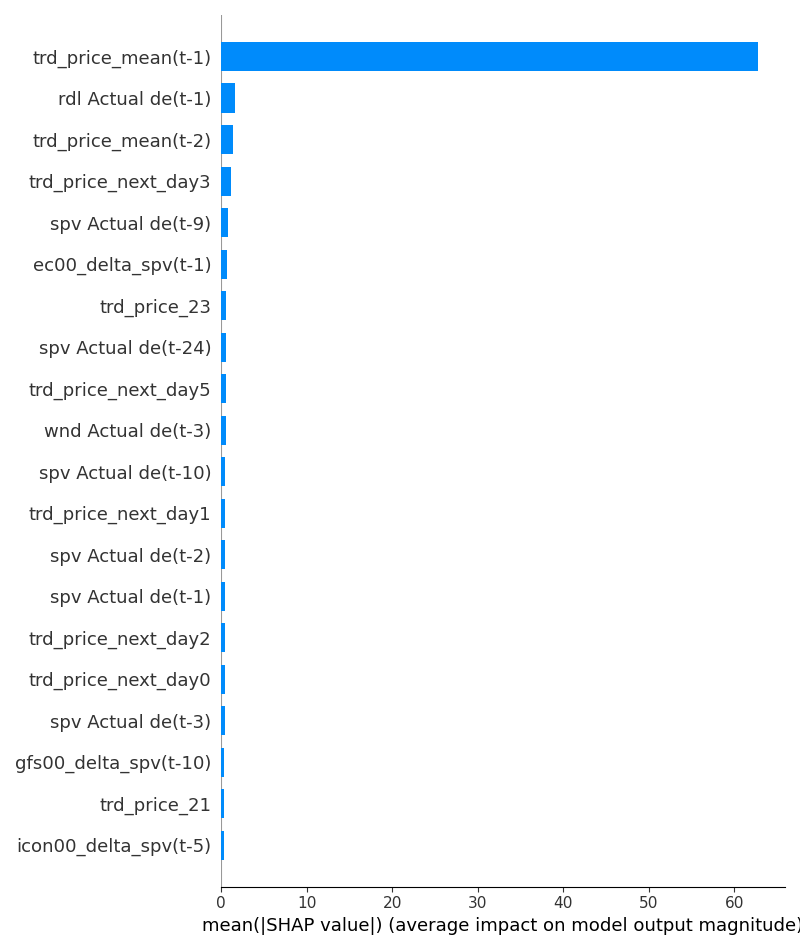 trd_price_mean(t-1)
rdl Actual de(t-1)
trd_price_mean(t-2)
trd_price_next_day3
spv Actual de(t-9)
ec00_delta_spv(t-1)
trd_price_23
spv Actual de(t-24)
trd_price_next_day5
wnd Actual de(t-3)
spv Actual de(t-10)
trd_price_next_day1
spv Actual de(t-2)
spv Actual de(t-1)
trd_price_next_day2
trd_price_next_day0
spv Actual de(t-3)
gfs00_delta_spv(t-10)
trd_price_21
icon00_delta_spv(t-5)
0 10 20 30 40 50 60
mean(|SHAP value|) (average impact on model output magnitude)